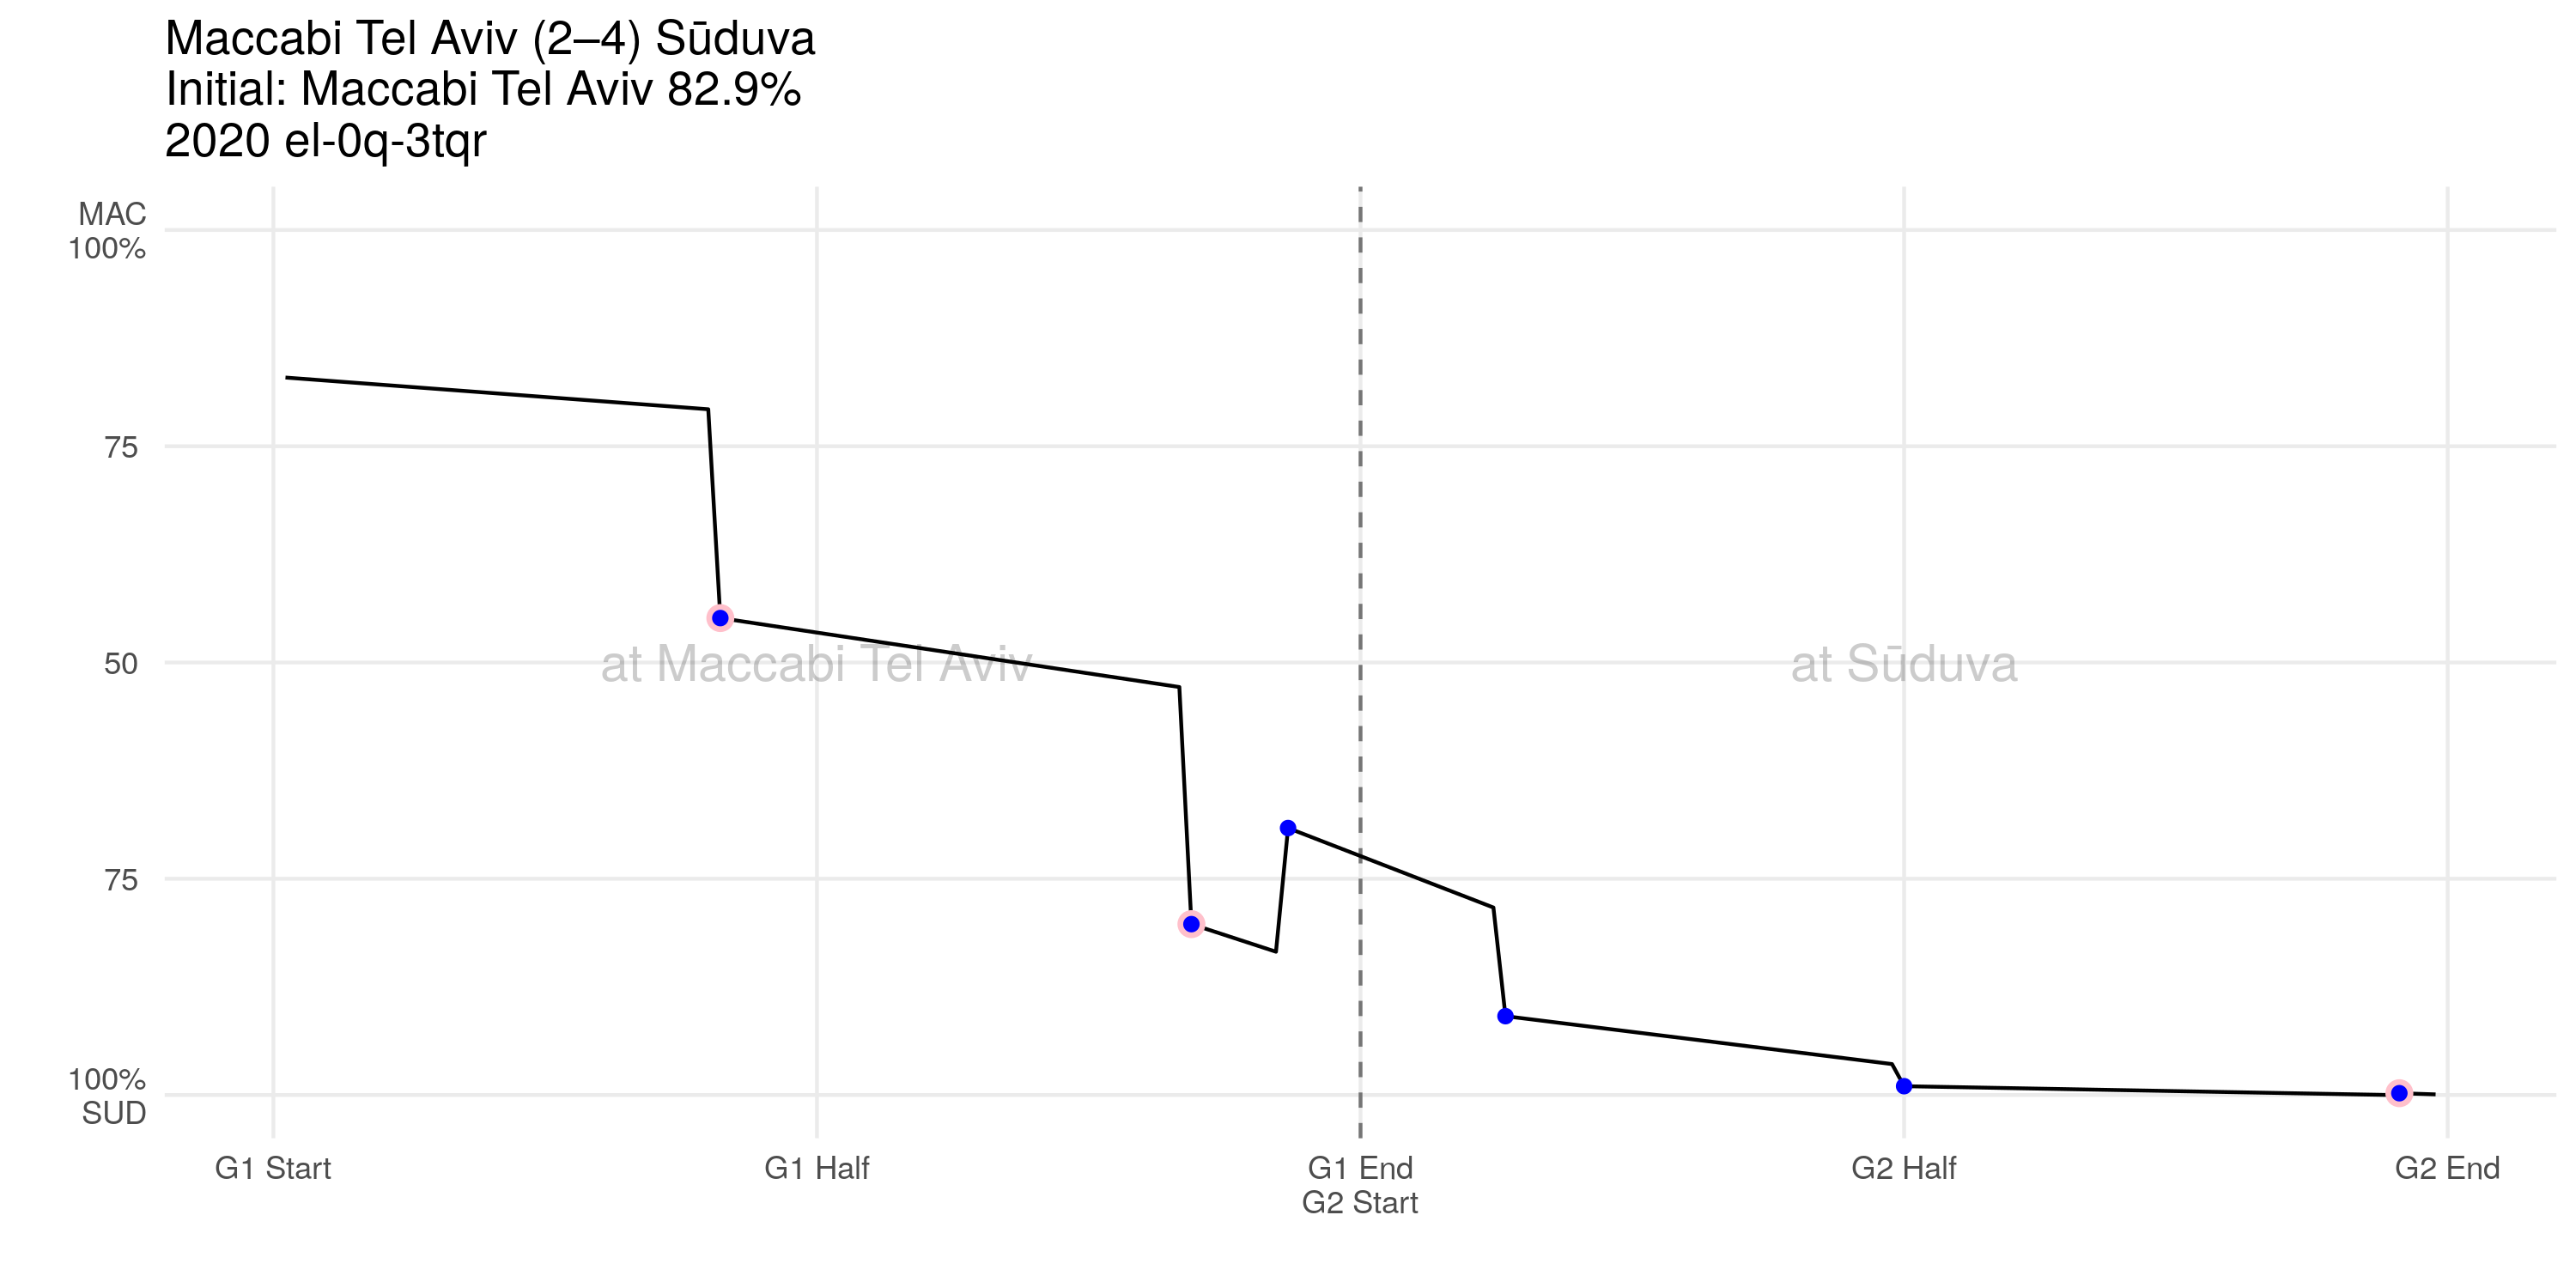 Maccabi Tel Aviv (2–4) Sūduva
Initial: Maccabi Tel Aviv 82.9%
2020 el-0q-3tqr
MAC
100%
75
50
75
100%
SUD
at Maccabi Tel Aviv
at Sūduva
G1 Start
G1 Half
G1 End
G2 Start
G2 Half
G2 End